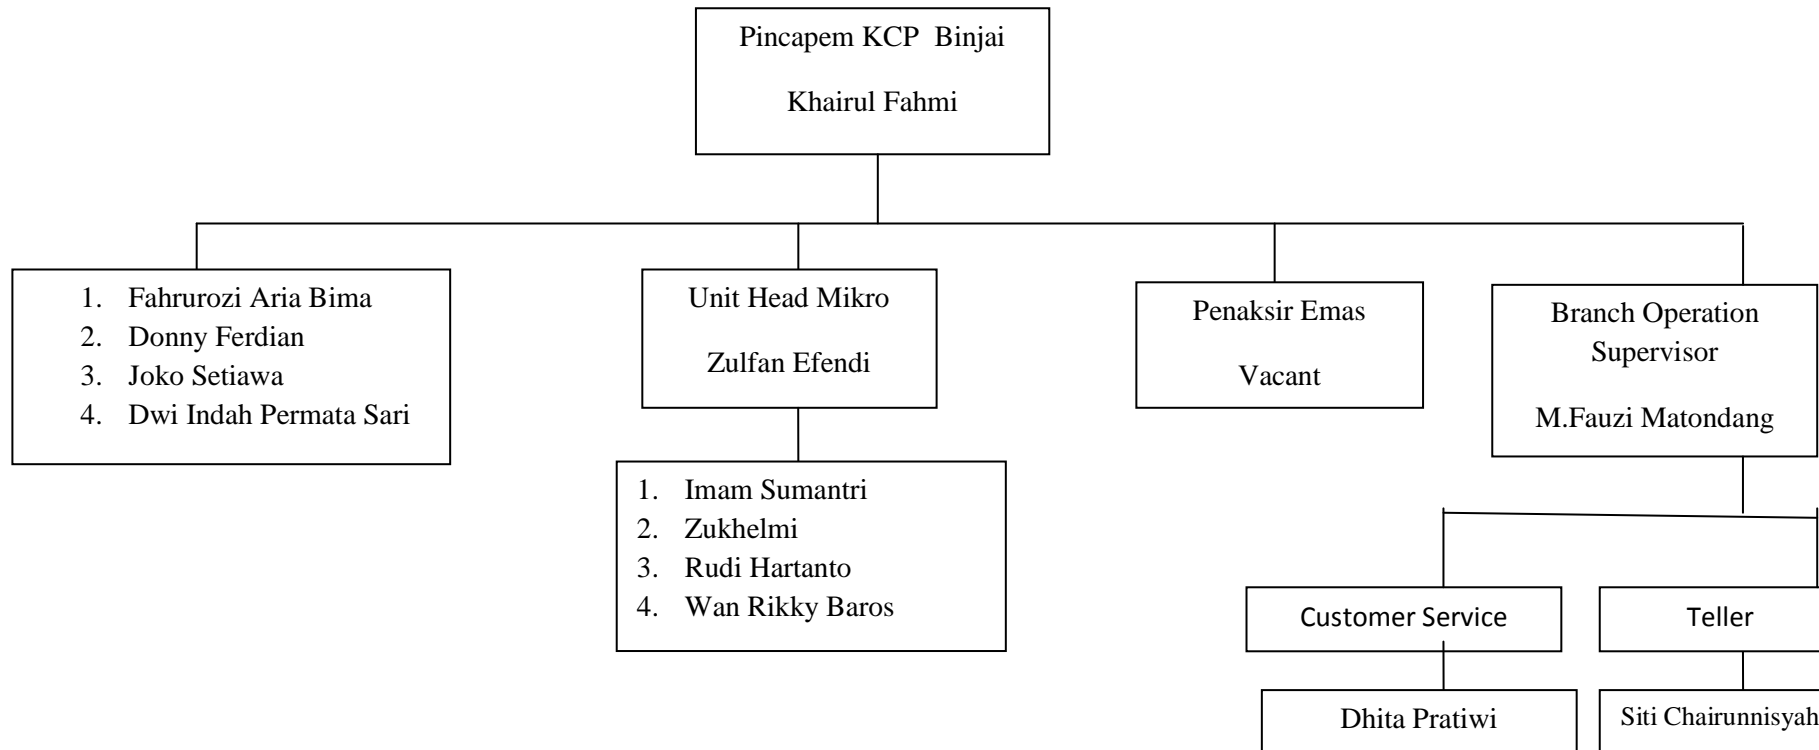 Pincapem KCP Binjai
Khairul Fahmi
1. Fahrurozi Aria Bima
2. Donny Ferdian
3. Joko Setiawa
4. Dwi Indah Permata Sari
Unit Head Mikro
Zulfan Efendi
Penaksir Emas
Vacant
Branch Operation
Supervisor
M.Fauzi Matondang
1. Imam Sumantri
2. Zukhelmi
3. Rudi Hartanto
4. Wan Rikky Baros
Customer Service
Teller
Dhita Pratiwi
Siti Chairunnisyah